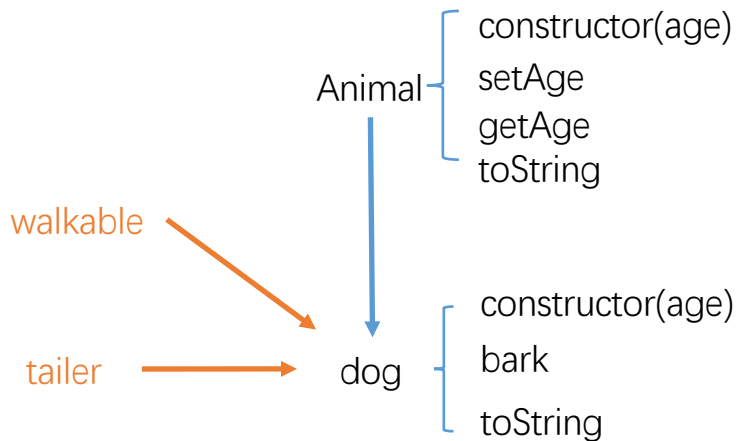 constructor(age)
Animal
setAge
getAge
toString
walkable
constructor(age)
tailer
dog
bark
toString